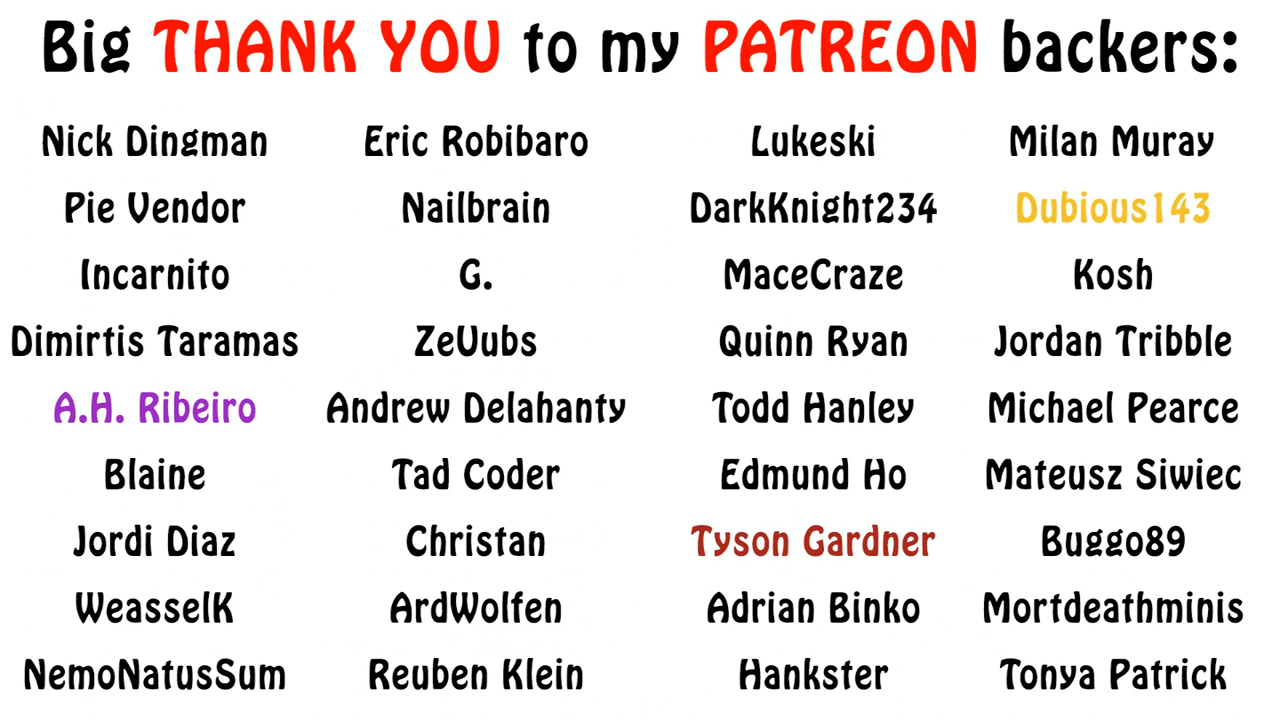 Big THANK YOU to my PATREON backers:
Nick Dingman Eric Robibaro Lukeski Milan Muray
Pie Vendor Nailbrain DarkKnight234 Dubious143
Incarnito G. MaceCraze Kosh
Dimirtis Taramas ZeVubs Quinn Ryan Jordan Tribble
A.H. Ribeiro Andrew Delahanty Todd Hanley Michael Pearce
Blaine Tad Coder Edmund Ho Mateusz Siwiec
Jordi Diaz Christan Tyson Gardner Buggo89
WeasselK ArdWolfen Adrian Binko Mortdeathminis
NemoNatusSum Reuben Klein Hankster Tonya Patrick